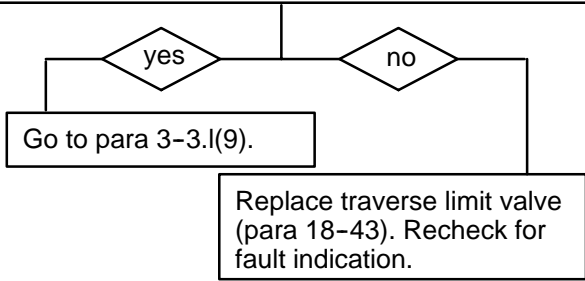 yes
no
Go to para 3-3.l(9).
Replace traverse limit valve
(para 18-43). Recheck for
fault indication.